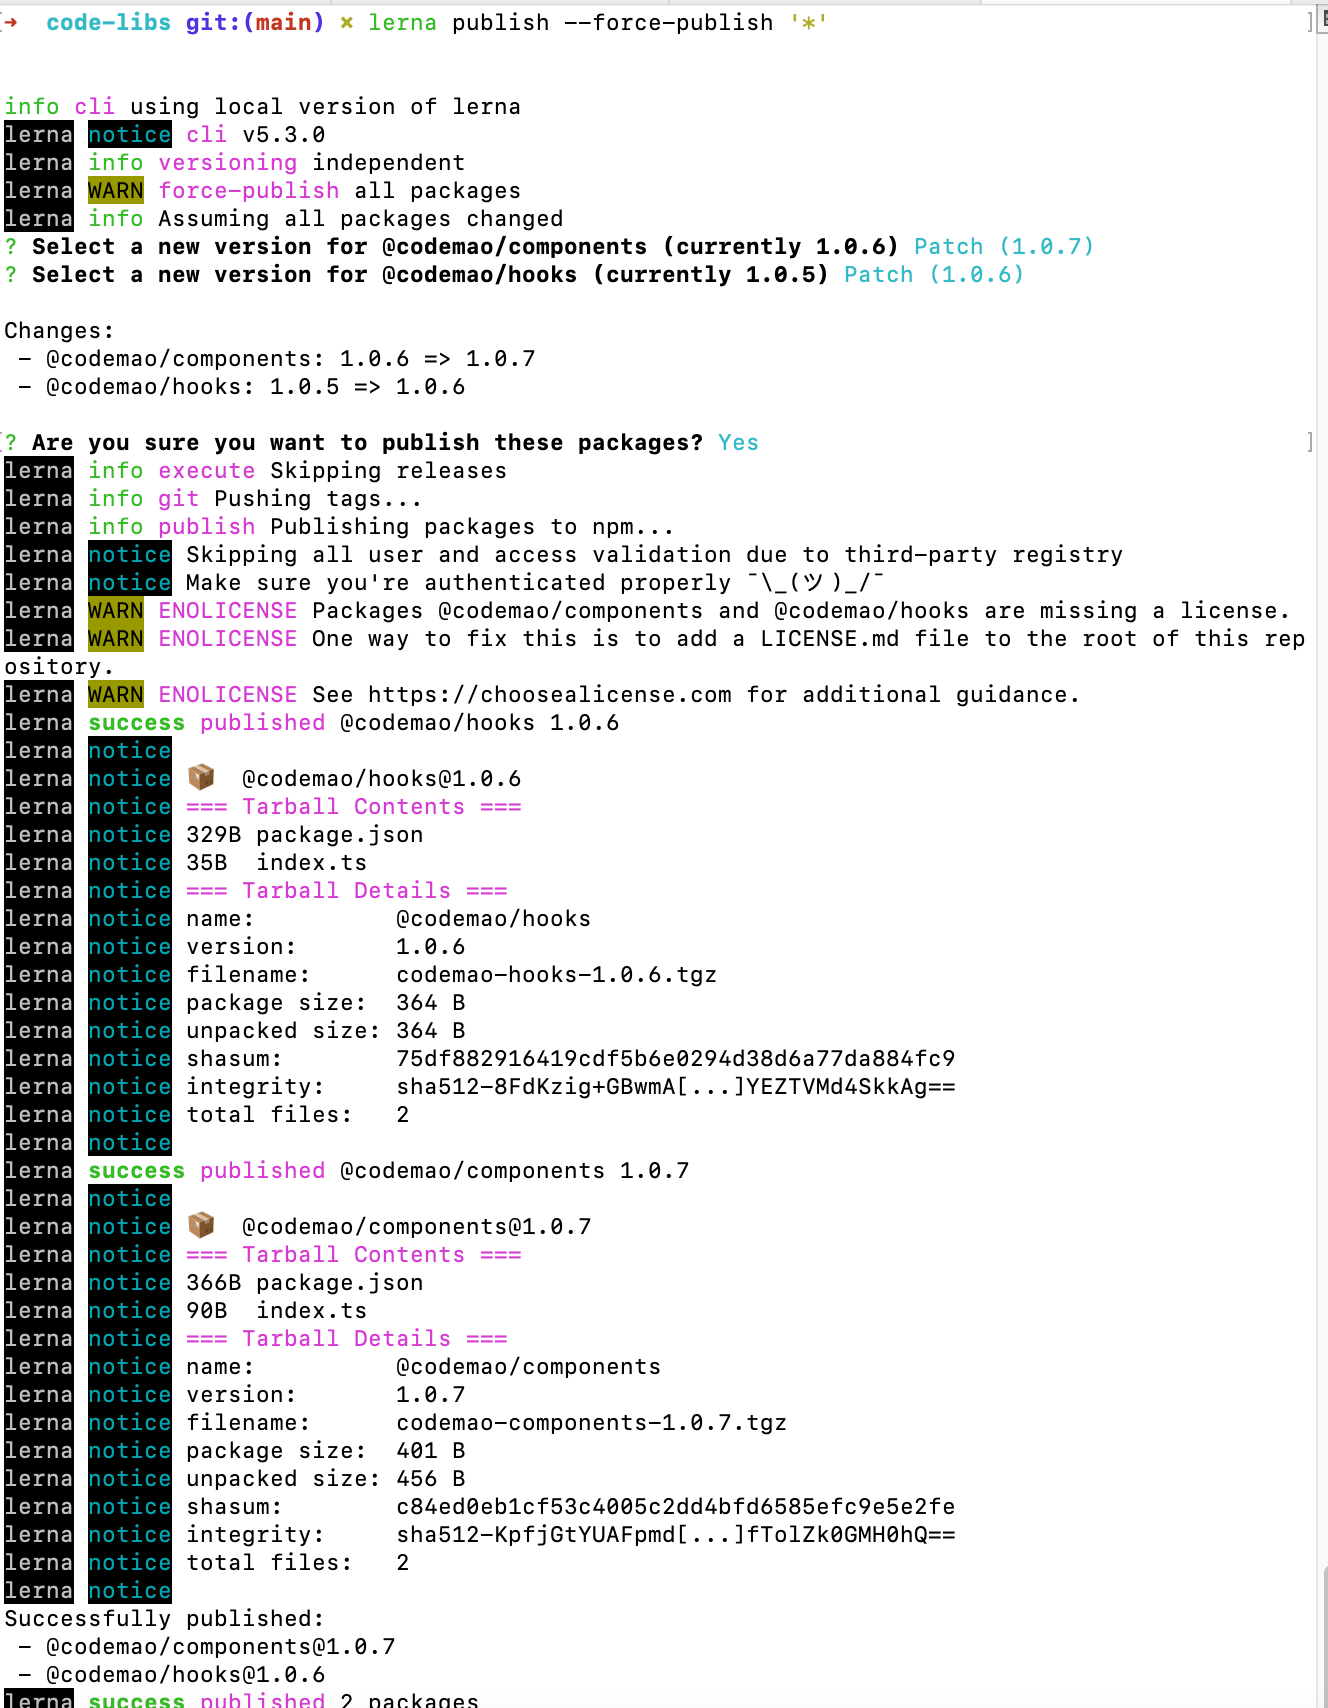 → code-libs git:(main) × lerna publish --force-publish '*'
info cli using local version of lerna
lerna notice cli v5.3.0
lerna info versioning independent
lerna WARN force-publish all packages
lerna info Assuming all packages changed
? Select a new version for @codemao/components (currently 1.0.6) Patch (1.0.7)
? Select a new version for @codemao/hooks (currently 1.0.5) Patch (1.0.6)
Changes:
- @codemao/components: 1.0.6 => 1.0.7
- @codemao/hooks: 1.0.5 => 1.0.6
? Are you sure you want to publish these packages? Yes
lerna info execute Skipping releases
lerna info git Pushing tags...
lerna info publish Publishing packages to npm...
lerna notice Skipping all user and access validation due to third-party registry
lerna notice Make sure you're authenticated properly ¯\_(ツ)_/¯
lerna WARN ENOLICENSE Packages @codemao/components and @codemao/hooks are missing a license.
lerna WARN ENOLICENSE One way to fix this is to add a LICENSE.md file to the root of this rep
ository.
lerna WARN ENOLICENSE See https://choosealicense.com for additional guidance.
lerna success published @codemao/hooks 1.0.6
lerna notice
lerna notice 📦 @codemao/hooks@1.0.6
lerna notice === Tarball Contents ===
lerna notice 329B package.json
lerna notice 35B index.ts
lerna notice === Tarball Details ===
lerna notice name: @codemao/hooks
lerna notice version: 1.0.6
lerna notice filename: codemao-hooks-1.0.6.tgz
lerna notice package size: 364 B
lerna notice unpacked size: 364 B
lerna notice shasum: 75df882916419cdf5b6e0294d38d6a77da884fc9
lerna notice integrity: sha512-8FdKzig+GBwmA[...]YEZTVMd4SkkAg==
lerna notice total files: 2
lerna notice
lerna success published @codemao/components 1.0.7
lerna notice
lerna notice 📦 @codemao/components@1.0.7
lerna notice === Tarball Contents ===
lerna notice 366B package.json
lerna notice 90B index.ts
lerna notice === Tarball Details ===
lerna notice name: @codemao/components
lerna notice version: 1.0.7
lerna notice filename: codemao-components-1.0.7.tgz
lerna notice package size: 401 B
lerna notice unpacked size: 456 B
lerna notice shasum: c84ed0eb1cf53c4005c2dd4bfd6585efc9e5e2fe
lerna notice integrity: sha512-KpfjGtYUAFpmd[...]fTolZk0GMH0hQ==
lerna notice total files: 2
lerna notice
Successfully published:
- @codemao/components@1.0.7
- @codemao/hooks@1.0.6
lerna success published 2 packages